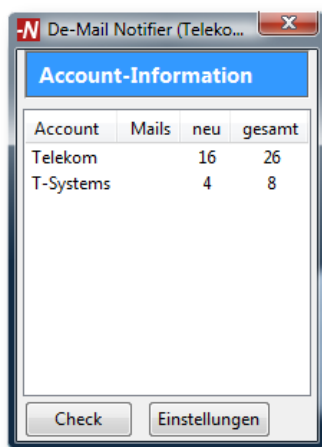 -N De-Mail Notifier (Teleko... X
Account-Information
Account Mails neu gesamt
Telekom 16 26
T-Systems 4 8
Check Einstellungen